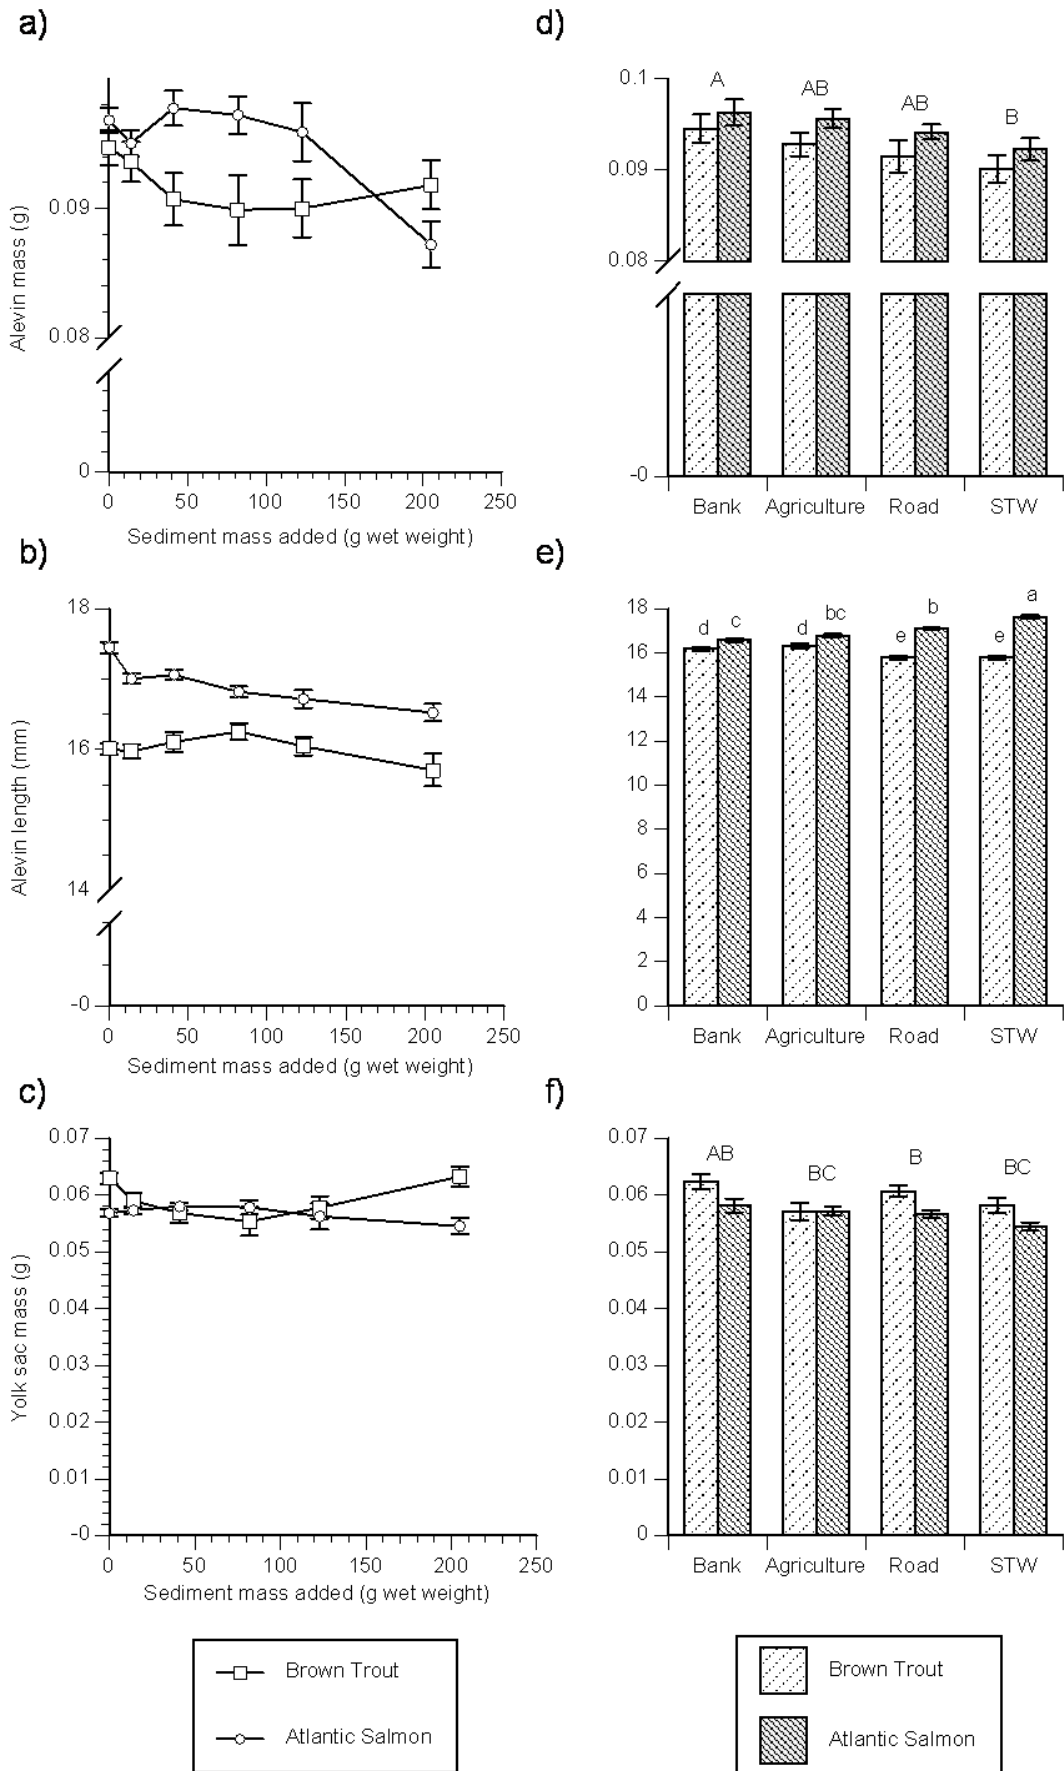 a)
Alevin mass (g)
0.09
0.08
0
0 50 100 150 200 250
Sediment mass added (g wet weight)
b)
Alevin length (mm)
18
16
14
-0
0 50 100 150 200 250
Sediment mass added (g wet weight)
c)
Yolk sac mass (g)
0.07
0.06
0.05
0.04
0.03
0.02
0.01
-0
0 50 100 150 200 250
Sediment mass added (g wet weight)
Brown Trout
Atlantic Salmon
d)
0.1
0.09
0.08
-0
A AB AB B
Bank Agriculture Road STW
e)
18
16
14
12
10
8
6
4
2
0
d c d bc e b e a
Bank Agriculture Road STW
f)
0.07
0.06
0.05
0.04
0.03
0.02
0.01
0
AB BC B BC
Bank Agriculture Road STW
Brown Trout
Atlantic Salmon